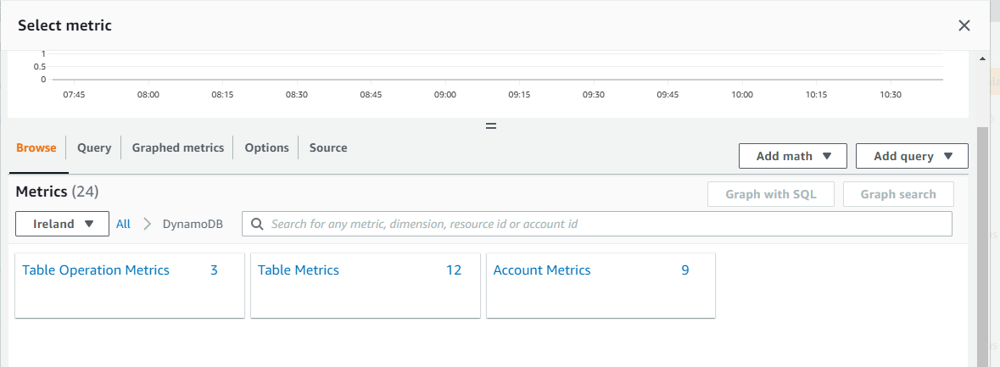 Select metric
1
0.5
0
07:45 08:00 08:15 08:30 08:45 09:00 09:15 09:30 09:45 10:00 10:15 10:30
Browse Query Graphed metrics Options Source
Add math Add query
Metrics (24)
Graph with SQL Graph search
Ireland All DynamoDB Search for any metric, dimension, resource id or account id
Table Operation Metrics 3 Table Metrics 12 Account Metrics 9